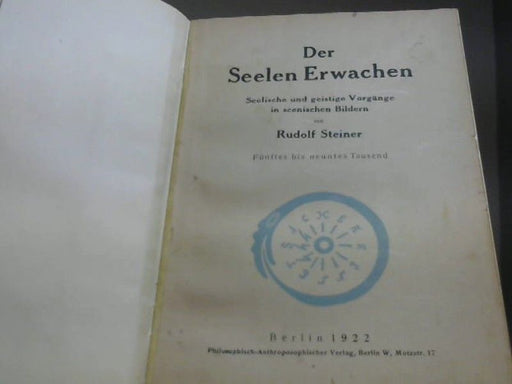 Der
Seelen Erwachen
Seelische und geistige Vorgänge
in scenischen Bildern
von
Rudolf Steiner
Fünftes bis neuntes Tausend
Berlin 1922
Philosophisch-Anthroposophischer Verlag, Berlin W, Motzstr. 17